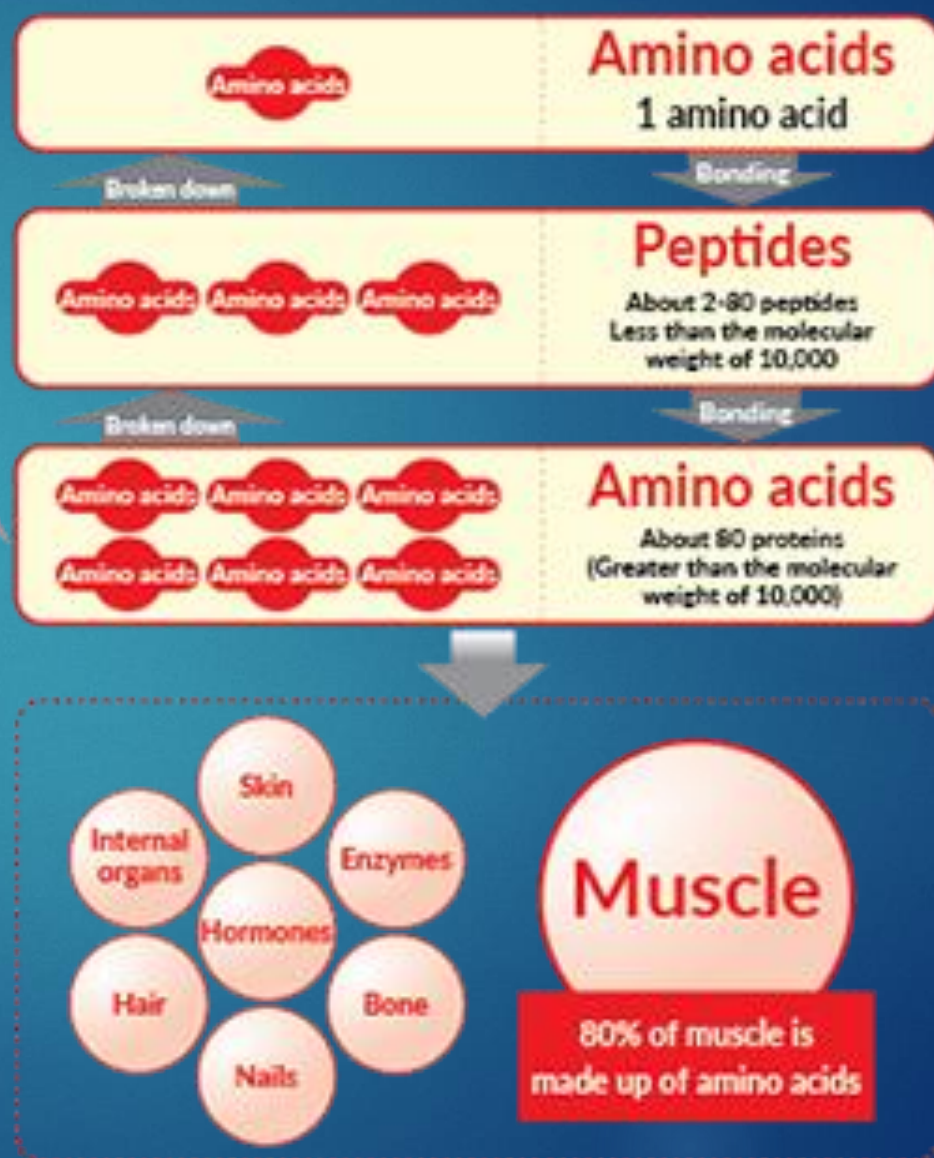 Amino acids
Amino acids
1 amino acid
Broken down
Bonding
Amino acids Amino acids Amino acids
Peptides
About 2-80 peptides
Less than the molecular
weight of 10,000
Broken down
Bonding
Amino acids Amino acids Amino acids
Amino acids Amino acids Amino acids
Amino acids
About 80 proteins
(Greater than the molecular
weight of 10,000)
Skin
Internal
organs
Enzymes
Hormones
Hair
Bone
Nails
Muscle
80% of muscle is
made up of amino acids